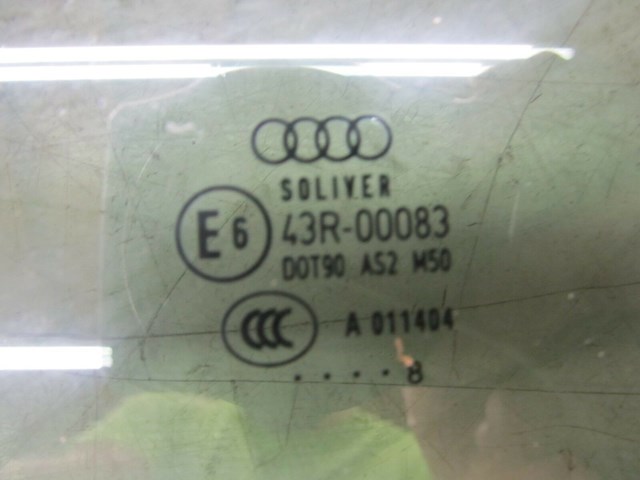 SOLIVER
E6 43R-00083
DOT90 AS2 M50
CCC A 011404
. . . . 8